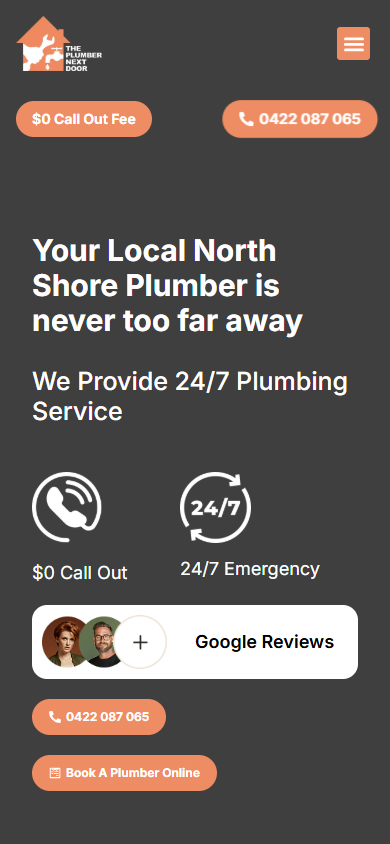 THE
PLUMBER
NEXT
DOOR
$0 Call Out Fee
0422 087 065
Your Local North
Shore Plumber is
never too far away
We Provide 24/7 Plumbing
Service
24/7
$0 Call Out
24/7 Emergency
Google Reviews
0422 087 065
Book A Plumber Online